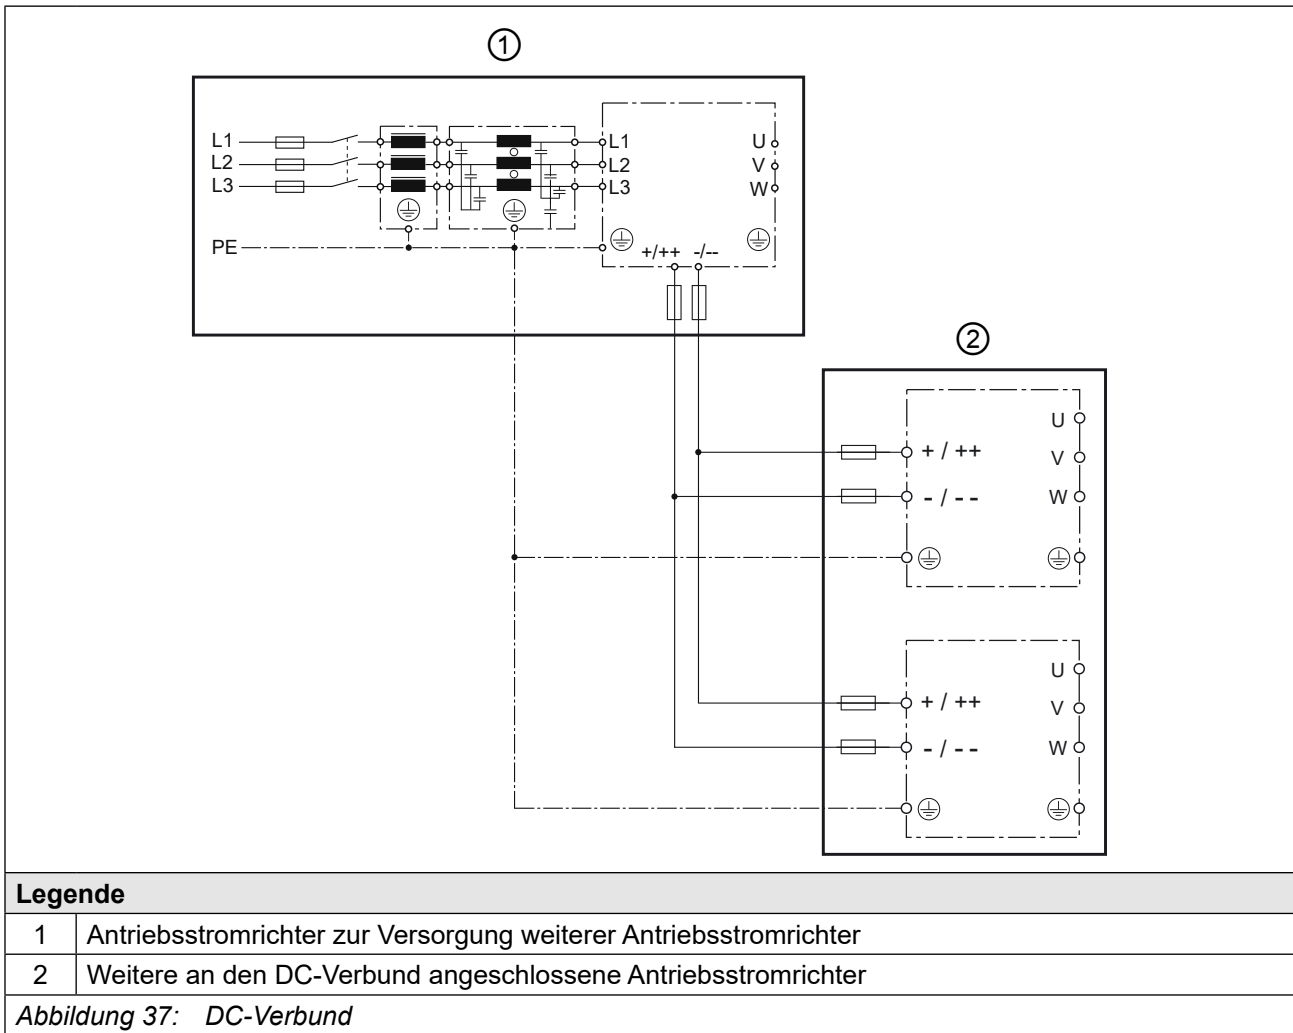 1
L1
L2
L3
PE
L1
L2
L3
U
V
W
+/++ -/--
2
+ / ++
- / - -
U
V
W
+ / ++
- / - -
U
V
W
Legende
1 Antriebsstromrichter zur Versorgung weiterer Antriebsstromrichter
2 Weitere an den DC-Verbund angeschlossene Antriebsstromrichter
Abbildung 37: DC-Verbund